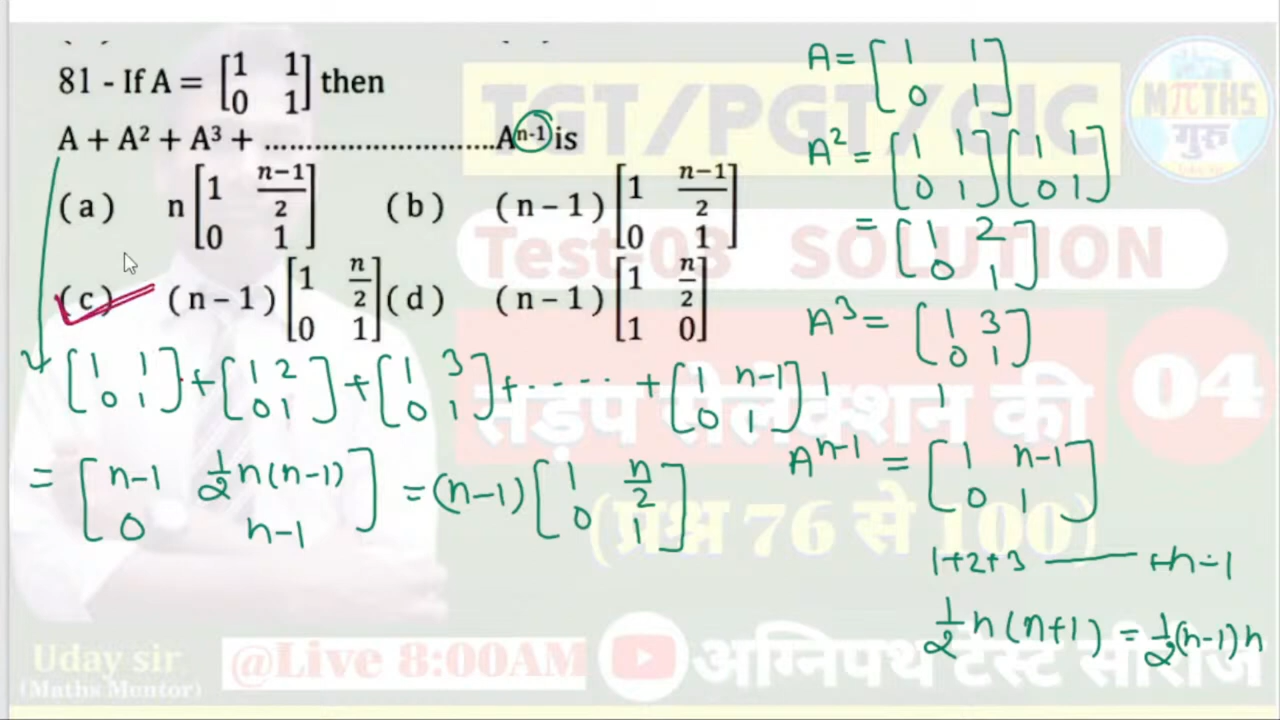 81 - If A = [1 1; 0 1] then
A + A² + A³ + ................................A^(n-1) is
(a) n[1 (n−1)/2; 0 1] (b) (n−1)[1 (n−1)/2; 0 1]
(c) (n−1)[1 n/2; 0 1] (d) (n−1)[1 n/2; 1 0]
[1 1; 0 1] + [1 2; 0 1] + [1 3; 0 1] + ..... + [1 n-1; 0 1]
= [n-1 ½n(n-1); 0 n-1] = (n-1)[1 n/2; 0 1]
A = [1 1; 0 1]
A² = [1 1; 0 1][1 1; 0 1]
= [1 2; 0 1]
A³ = [1 3; 0 1]
A^(n-1) = [1 n-1; 0 1]
1+2+3 —— +n-1
½n(n+1) = ½(n-1)n
TGT/PGT/GIC
MπTHS
गुरु
Test-03 SOLUTION
तड़प सेलेक्शन की
04
(प्रश्न 76 से 100)
Uday sir
(Maths Mentor)
@Live 8:00AM
अग्निपथ टेस्ट सीरीज